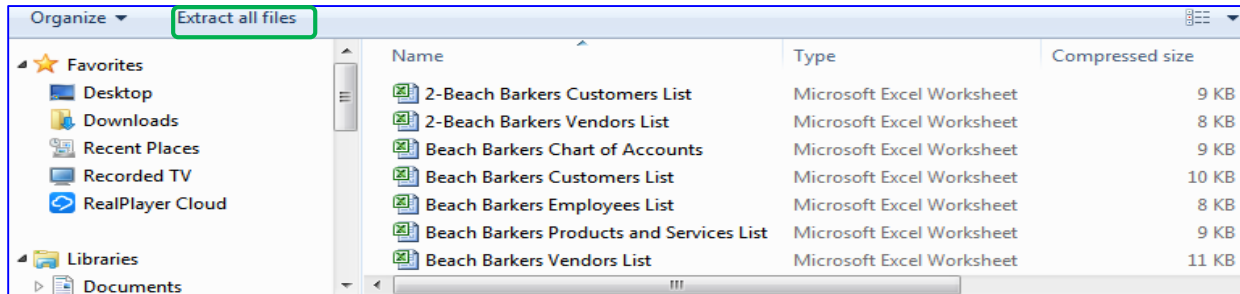 Organize Extract all files
Favorites
Desktop
Downloads
Recent Places
Recorded TV
RealPlayer Cloud
Libraries
Documents
Name Type Compressed size
2-Beach Barkers Customers List Microsoft Excel Worksheet 9 KB
2-Beach Barkers Vendors List Microsoft Excel Worksheet 8 KB
Beach Barkers Chart of Accounts Microsoft Excel Worksheet 9 KB
Beach Barkers Customers List Microsoft Excel Worksheet 10 KB
Beach Barkers Employees List Microsoft Excel Worksheet 8 KB
Beach Barkers Products and Services List Microsoft Excel Worksheet 9 KB
Beach Barkers Vendors List Microsoft Excel Worksheet 11 KB